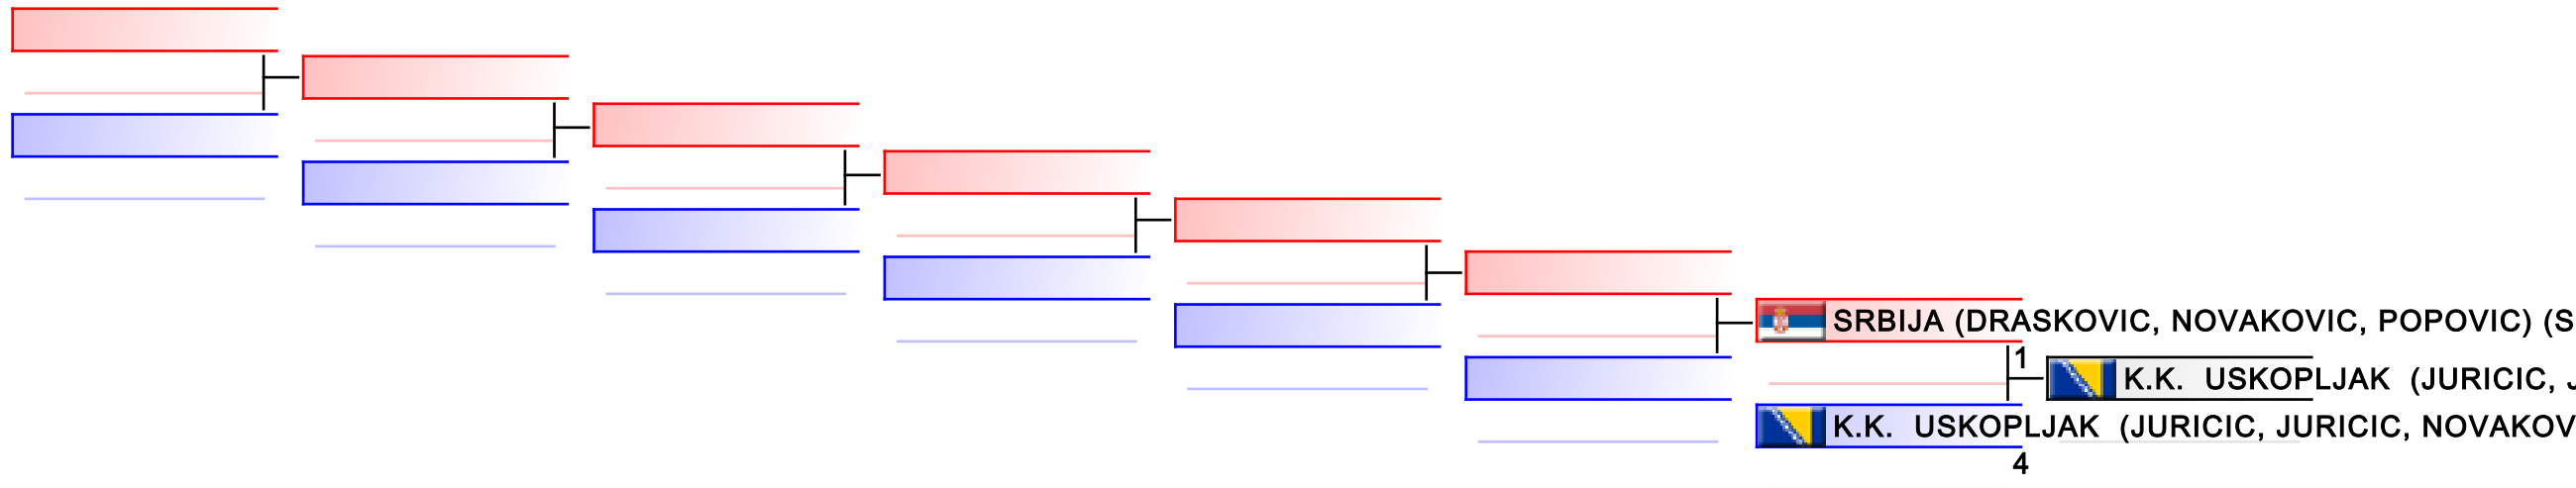 SRBIJA (DRASKOVIC, NOVAKOVIC, POPOVIC) (S
1
K.K. USKOPLJAK (JURICIC, J
K.K. USKOPLJAK (JURICIC, JURICIC, NOVAKOV
4